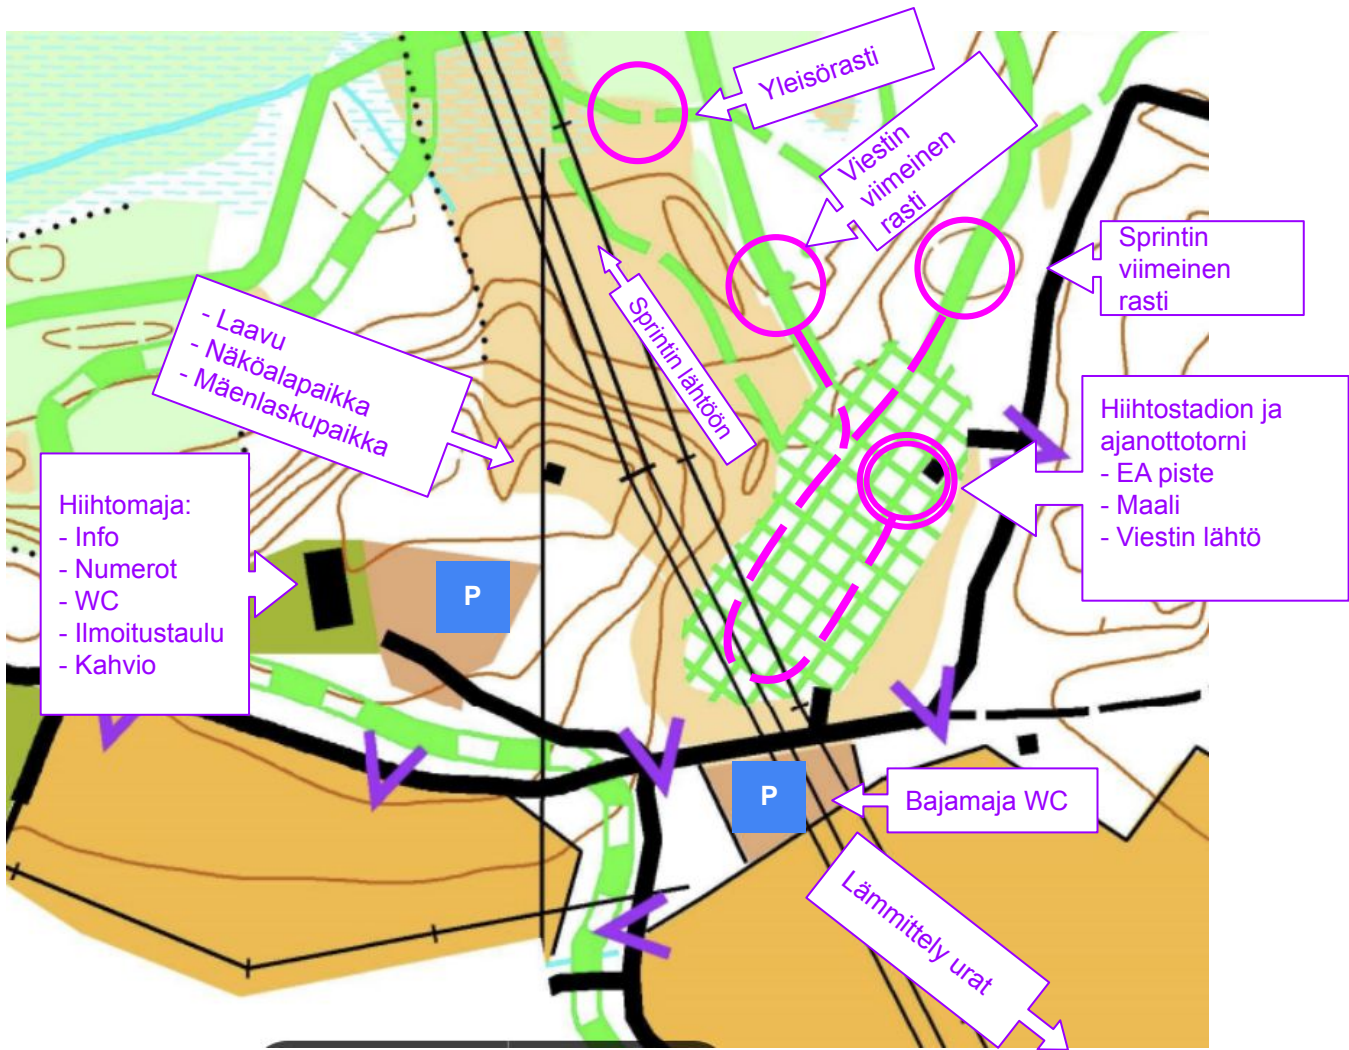 Yleisörasti
Viestin
viimeinen
rasti
Sprintin
viimeinen
rasti
- Laavu
- Näköalapaikka
- Mäenlaskupaikka
Sprintin lähtöön
Hiihtostadion ja
ajanottotorni
- EA piste
- Maali
- Viestin lähtö
Hiihtomaja:
- Info
- Numerot
- WC
- Ilmoitustaulu
- Kahvio
P
P
Bajamaja WC
Lämmittely urat